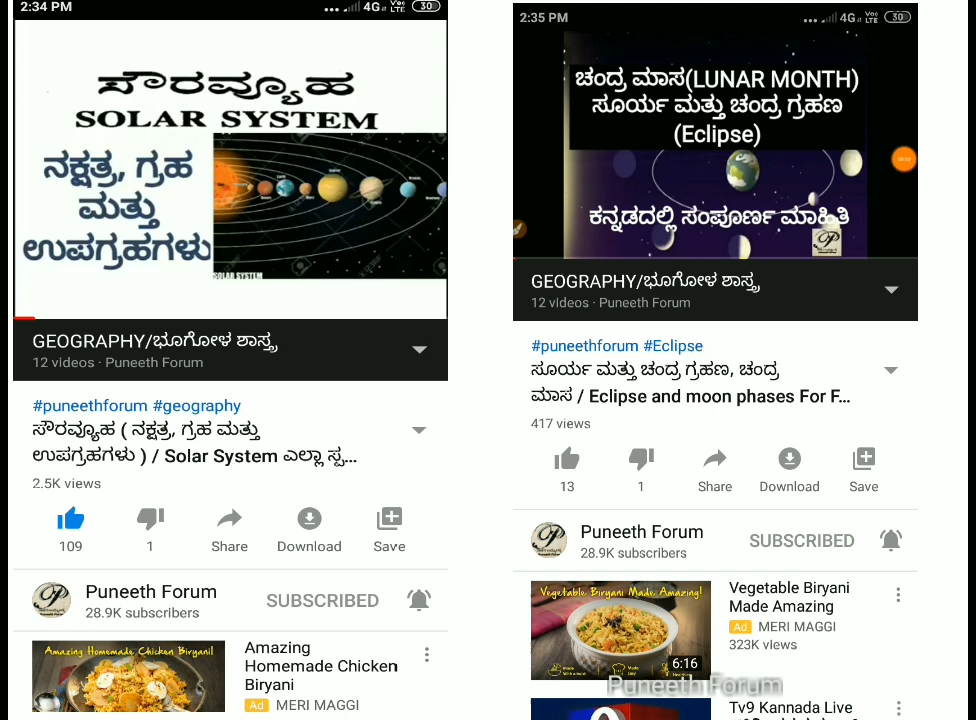 2:34 PM
4G VoLTE 30
ಸೌರವ್ಯೂಹ
SOLAR SYSTEM
ನಕ್ಷತ್ರ, ಗ್ರಹ
ಮತ್ತು
ಉಪಗ್ರಹಗಳು
SOLAR SYSTEM
GEOGRAPHY/ಭೂಗೋಳ ಶಾಸ್ತ್ರ
12 videos · Puneeth Forum
#puneethforum #geography
ಸೌರವ್ಯೂಹ ( ನಕ್ಷತ್ರ, ಗ್ರಹ ಮತ್ತು
ಉಪಗ್ರಹಗಳು ) / Solar System ಎಲ್ಲಾ ಸ್ಪ...
2.5K views
109 1 Share Download Save
Puneeth Forum
28.9K subscribers
SUBSCRIBED
Amazing Homemade Chicken Biryani!
Amazing
Homemade Chicken
Biryani
Ad MERI MAGGI
2:35 PM
4G VoLTE 30
ಚಂದ್ರ ಮಾಸ(LUNAR MONTH)
ಸೂರ್ಯ ಮತ್ತು ಚಂದ್ರ ಗ್ರಹಣ
(Eclipse)
ಕನ್ನಡದಲ್ಲಿ ಸಂಪೂರ್ಣ ಮಾಹಿತಿ
GEOGRAPHY/ಭೂಗೋಳ ಶಾಸ್ತ್ರ
12 videos · Puneeth Forum
#puneethforum #Eclipse
ಸೂರ್ಯ ಮತ್ತು ಚಂದ್ರ ಗ್ರಹಣ, ಚಂದ್ರ
ಮಾಸ / Eclipse and moon phases For F...
417 views
13 1 Share Download Save
Puneeth Forum
28.9K subscribers
SUBSCRIBED
Vegetable Biryani Made Amazing!
6:16
Vegetable Biryani
Made Amazing
Ad MERI MAGGI
323K views
Puneeth Forum
Tv9 Kannada Live